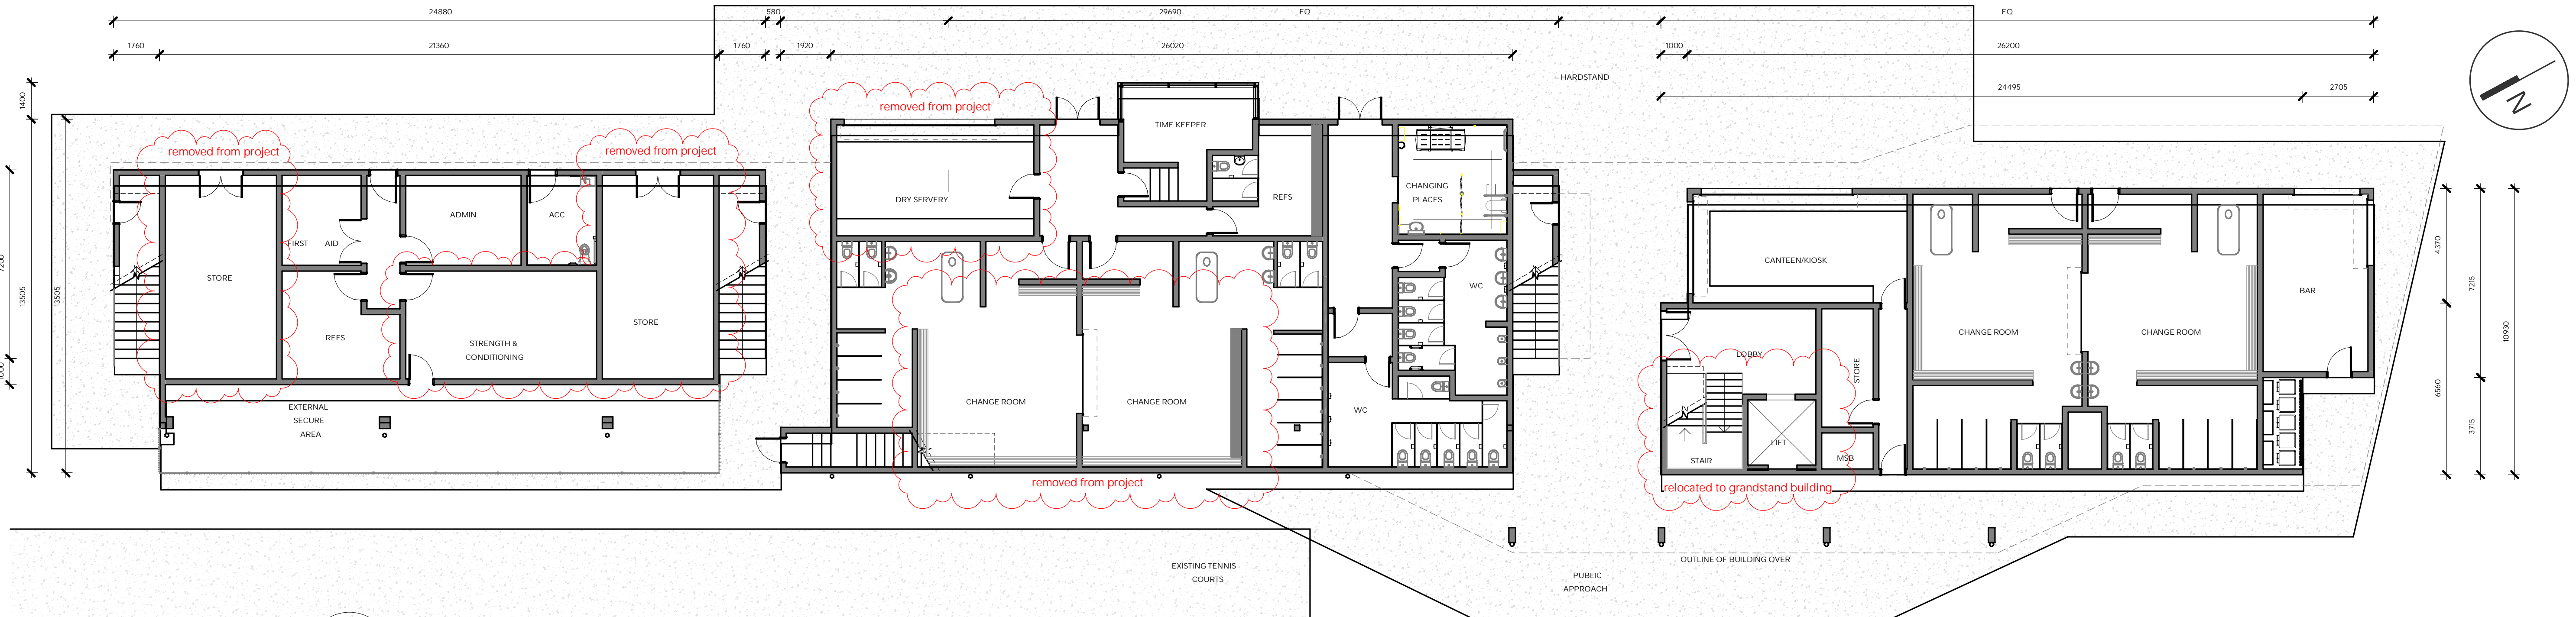 24880
580
29690
EQ
EQ
1760
21360
1760
1920
26020
1000
26200
HARDSTAND
24495
2705
1400
removed from project
TIME KEEPER
N
removed from project
removed from project
CHANGING
PLACES
DRY SERVERY
REFS
ADMIN
ACC
FIRST AID
STORE
CANTEEN/KIOSK
4370
7200
13505
13505
WC
7215
BAR
STORE
10930
REFS
STRENGTH &
CONDITIONING
CHANGE ROOM
CHANGE ROOM
LOBBY
STORE
1000
6560
EXTERNAL
SECURE
AREA
CHANGE ROOM
CHANGE ROOM
WC
3715
LIFT
STAIR
MSB
removed from project
relocated to grandstand building
OUTLINE OF BUILDING OVER
EXISTING TENNIS
COURTS
PUBLIC
APPROACH